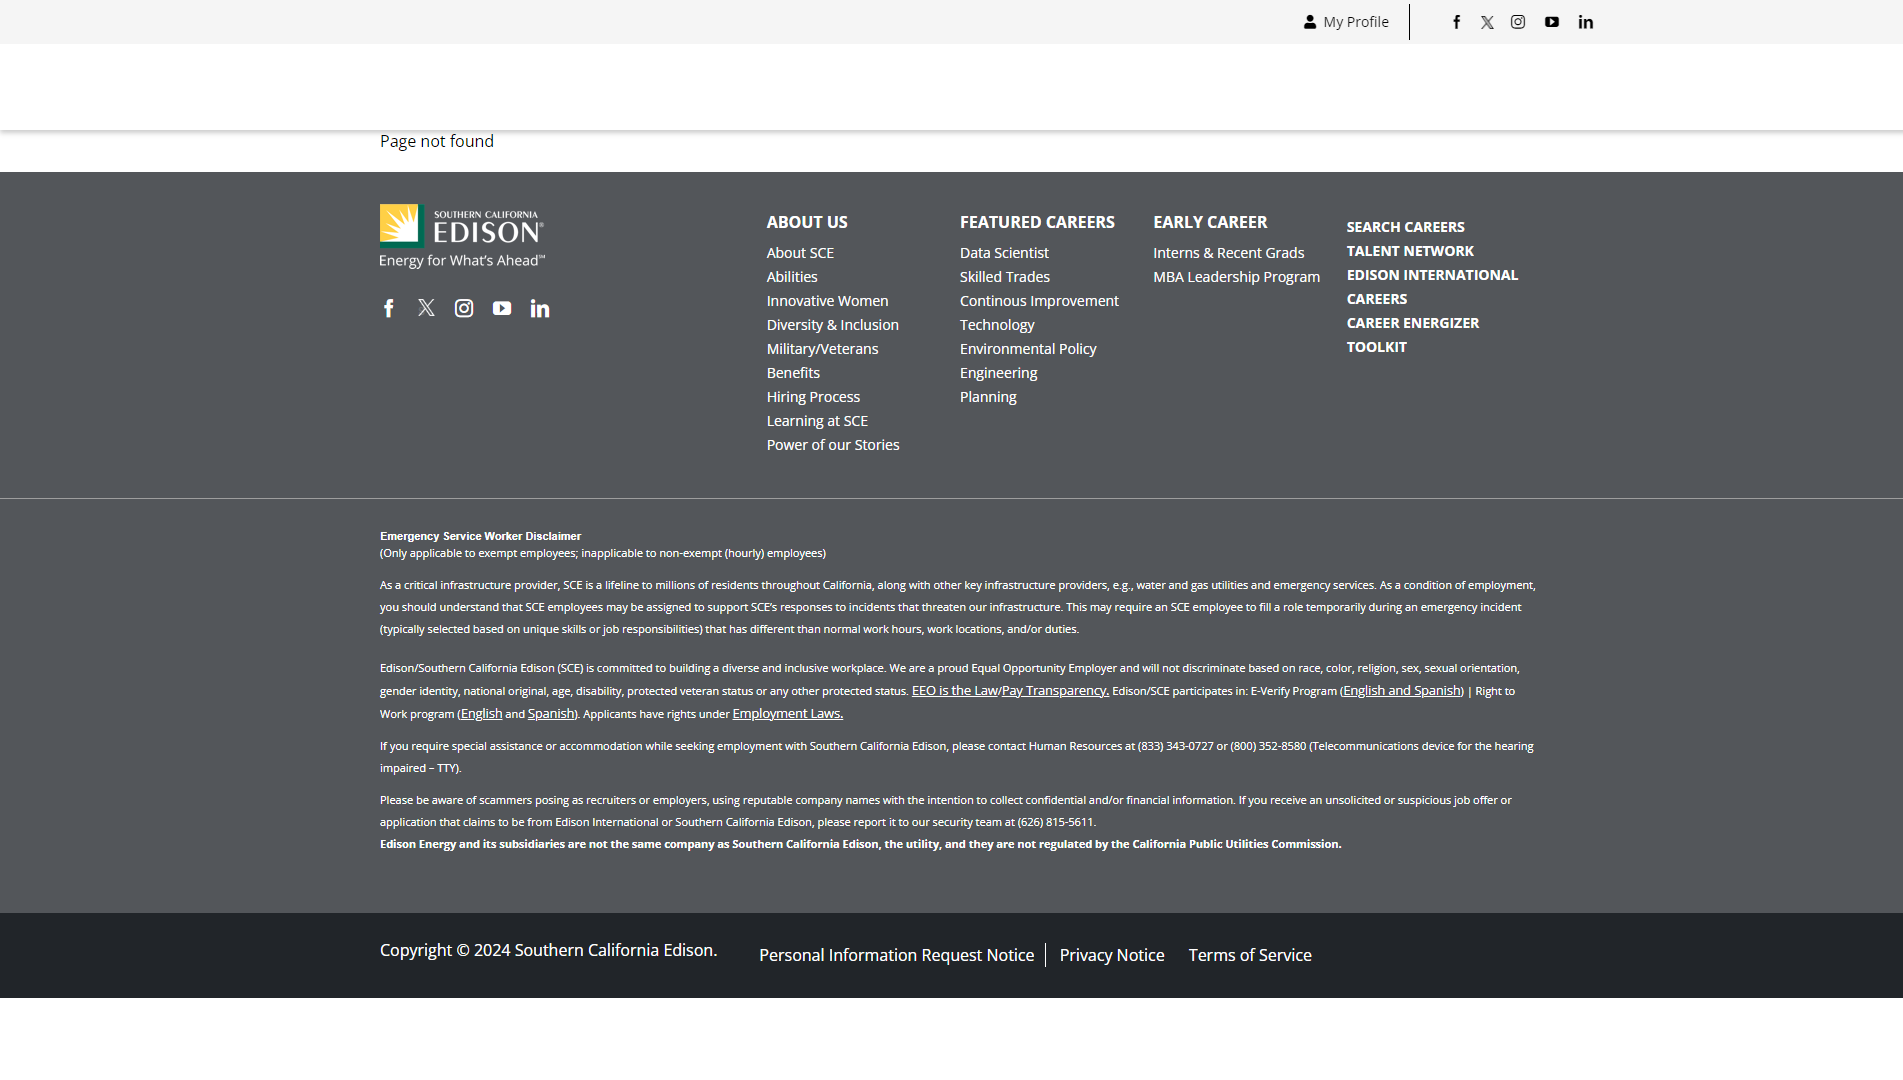 My Profile
Page not found
SOUTHERN CALIFORNIA
EDISON®
Energy for What's Ahead℠
ABOUT US
About SCE
Abilities
Innovative Women
Diversity & Inclusion
Military/Veterans
Benefits
Hiring Process
Learning at SCE
Power of our Stories
FEATURED CAREERS
Data Scientist
Skilled Trades
Continous Improvement
Technology
Environmental Policy
Engineering
Planning
EARLY CAREER
Interns & Recent Grads
MBA Leadership Program
SEARCH CAREERS
TALENT NETWORK
EDISON INTERNATIONAL
CAREERS
CAREER ENERGIZER
TOOLKIT
Emergency Service Worker Disclaimer
(Only applicable to exempt employees; inapplicable to non-exempt (hourly) employees)
As a critical infrastructure provider, SCE is a lifeline to millions of residents throughout California, along with other key infrastructure providers, e.g., water and gas utilities and emergency services. As a condition of employment,
you should understand that SCE employees may be assigned to support SCE's responses to incidents that threaten our infrastructure. This may require an SCE employee to fill a role temporarily during an emergency incident
(typically selected based on unique skills or job responsibilities) that has different than normal work hours, work locations, and/or duties.
Edison/Southern California Edison (SCE) is committed to building a diverse and inclusive workplace. We are a proud Equal Opportunity Employer and will not discriminate based on race, color, religion, sex, sexual orientation,
gender identity, national original, age, disability, protected veteran status or any other protected status. EEO is the Law/Pay Transparency. Edison/SCE participates in: E-Verify Program (English and Spanish) | Right to
Work program (English and Spanish). Applicants have rights under Employment Laws.
If you require special assistance or accommodation while seeking employment with Southern California Edison, please contact Human Resources at (833) 343-0727 or (800) 352-8580 (Telecommunications device for the hearing
impaired – TTY).
Please be aware of scammers posing as recruiters or employers, using reputable company names with the intention to collect confidential and/or financial information. If you receive an unsolicited or suspicious job offer or
application that claims to be from Edison International or Southern California Edison, please report it to our security team at (626) 815-5611.
Edison Energy and its subsidiaries are not the same company as Southern California Edison, the utility, and they are not regulated by the California Public Utilities Commission.
Copyright © 2024 Southern California Edison.
Personal Information Request Notice
Privacy Notice
Terms of Service